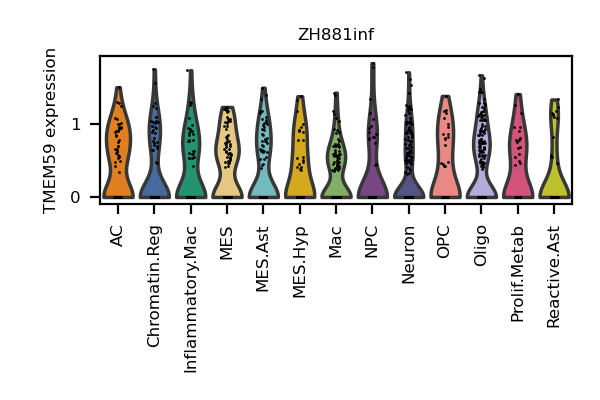 ZH881inf
TMEM59 expression
1
0
AC
Chromatin.Reg
Inflammatory.Mac
MES
MES.Ast
MES.Hyp
Mac
NPC
Neuron
OPC
Oligo
Prolif.Metab
Reactive.Ast